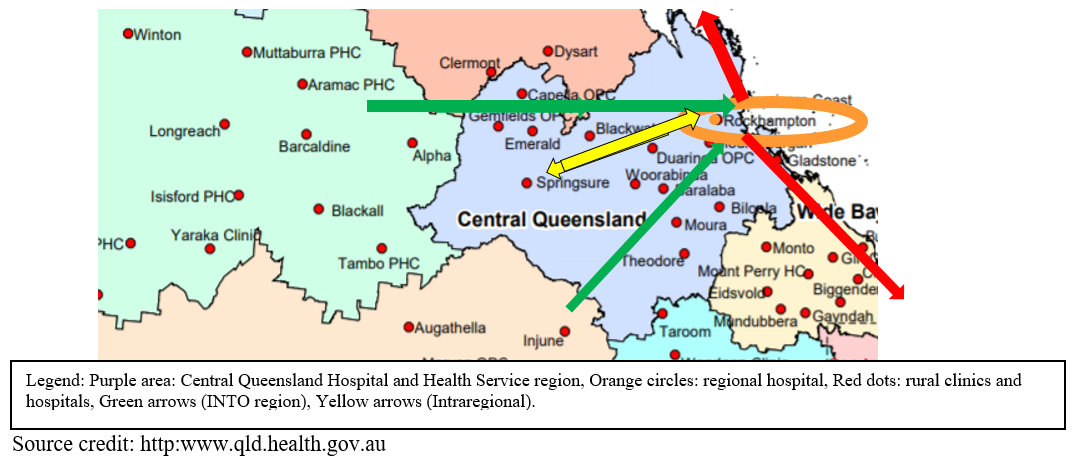 Winton
Muttaburra PHC
Dysart
Clermont
Aramac PHC
Capella OPC
Coast
Gemfields OPC
Rockhampton
Longreach
Barcaldine
Emerald
Alpha
Duaringa OPC
Gladstone
Springsure
Woorabinda
Isisford PHC
Blackall
Biloela
Central Queensland
Wide Bay
Moura
Yaraka Clinic
PHC
Monto
Tambo PHC
Theodore
Mount Perry HC
Eidsvold
Biggenden
Mundubbera
Gayndah
Augathella
Injune
Taroom
Legend: Purple area: Central Queensland Hospital and Health Service region, Orange circles: regional hospital, Red dots: rural clinics and
hospitals, Green arrows (INTO region), Yellow arrows (Intraregional).
Source credit: http:www.qld.health.gov.au